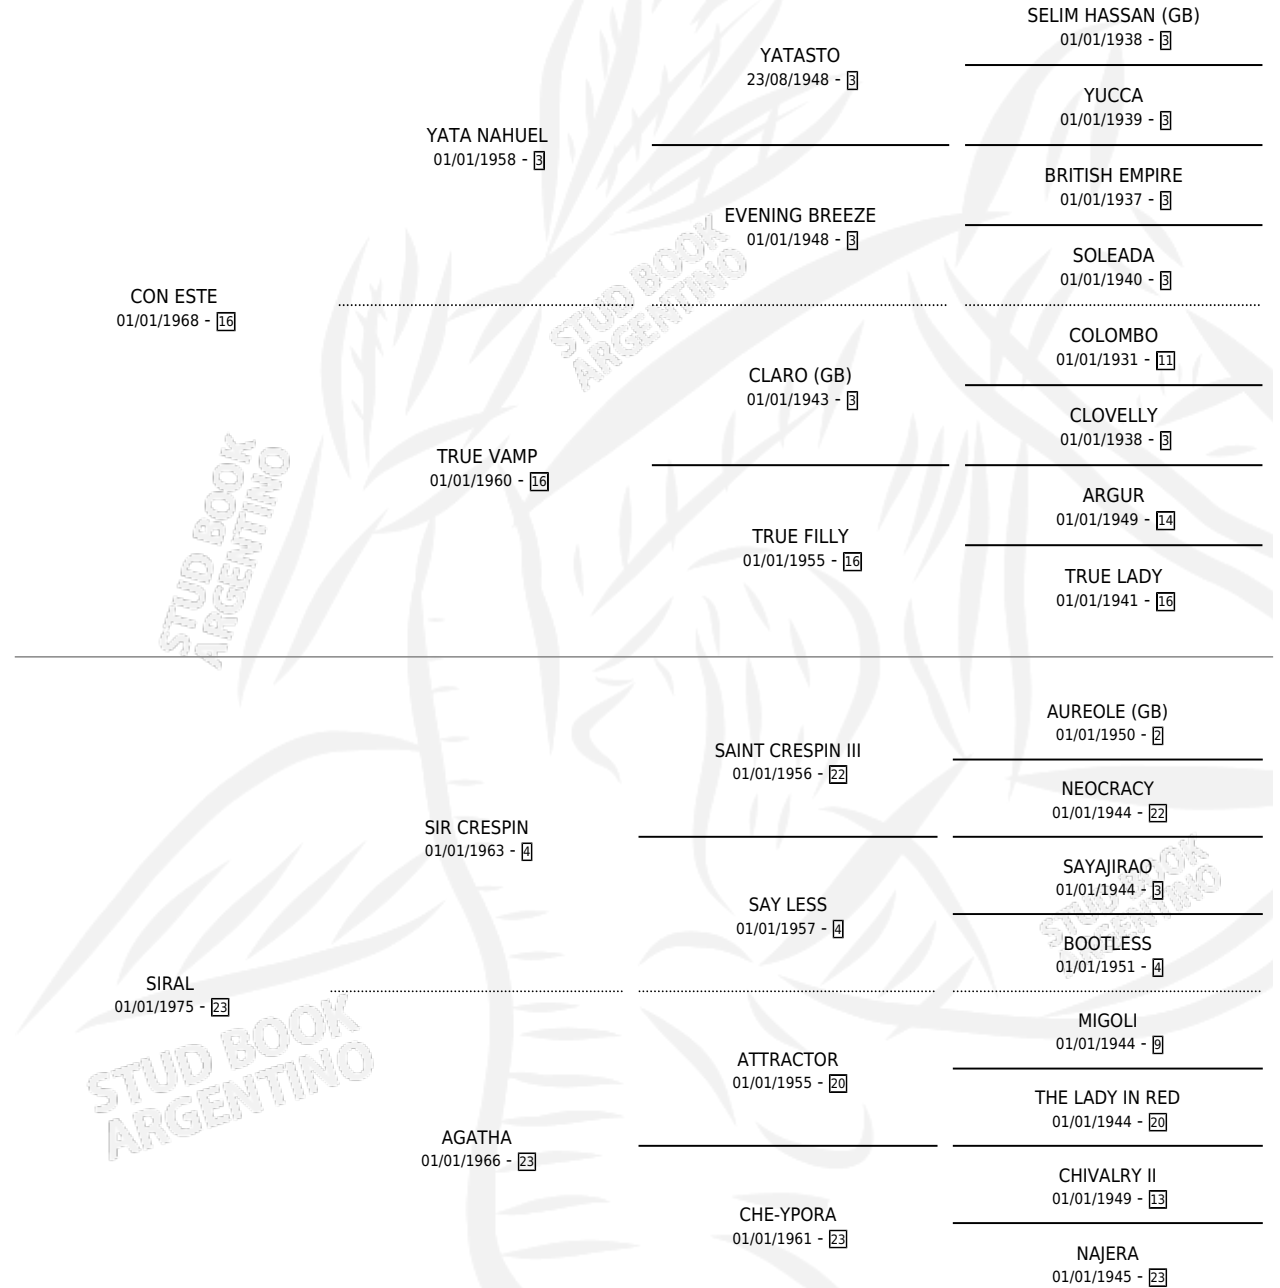 SELIM HASSAN (GB)
01/01/1938 - 3
YATASTO
23/08/1948 - 3
YUCCA
01/01/1939 - 3
YATA NAHUEL
01/01/1958 - 3
BRITISH EMPIRE
01/01/1937 - 3
EVENING BREEZE
01/01/1948 - 3
SOLEADA
01/01/1940 - 3
CON ESTE
01/01/1968 - 16
COLOMBO
01/01/1931 - 11
CLARO (GB)
01/01/1943 - 3
CLOVELLY
01/01/1938 - 3
TRUE VAMP
01/01/1960 - 16
ARGUR
01/01/1949 - 14
TRUE FILLY
01/01/1955 - 16
TRUE LADY
01/01/1941 - 16
AUREOLE (GB)
01/01/1950 - 2
SAINT CRESPIN III
01/01/1956 - 22
NEOCRACY
01/01/1944 - 22
SIR CRESPIN
01/01/1963 - 4
SAYAJIRAO
01/01/1944 - 3
SAY LESS
01/01/1957 - 4
BOOTLESS
01/01/1951 - 4
SIRAL
01/01/1975 - 23
MIGOLI
01/01/1944 - 9
ATTRACTOR
01/01/1955 - 20
THE LADY IN RED
01/01/1944 - 20
AGATHA
01/01/1966 - 23
CHIVALRY II
01/01/1949 - 13
CHE-YPORA
01/01/1961 - 23
NAJERA
01/01/1945 - 23
STUD BOOK
ARGENTINO
STUD BOOK
ARGENTINO
STUD BOOK
ARGENTINO
STUD BOOK
ARGENTINO